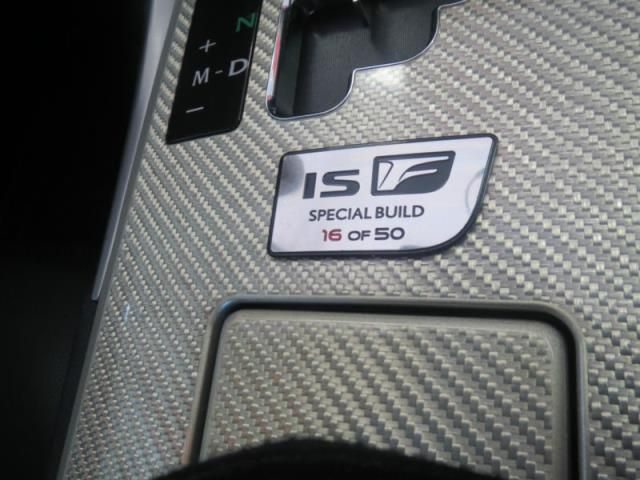 N
+
M-D
−
IS F
SPECIAL BUILD
16 OF 50